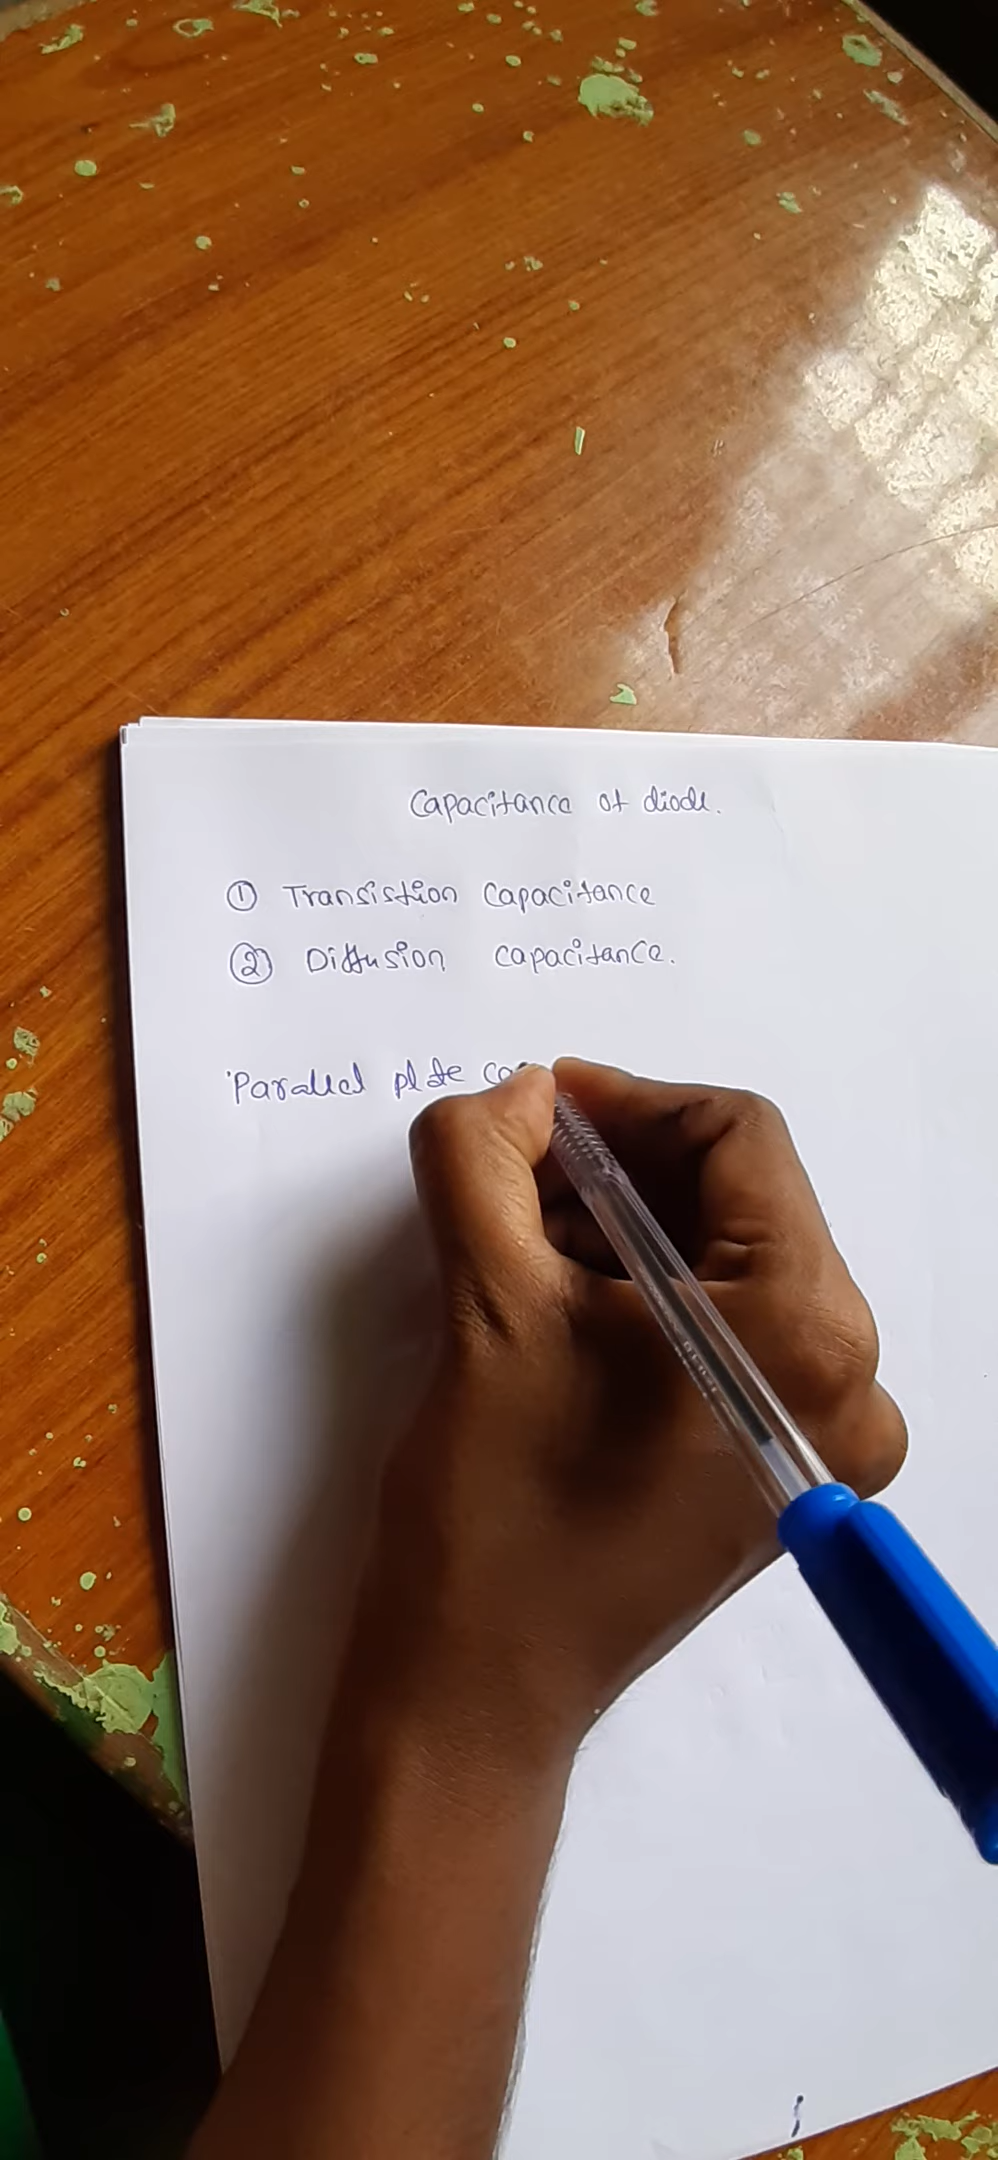 Capacitance of diode.
① Transistion Capacitance
② Diffusion capacitance.
Parallel plate